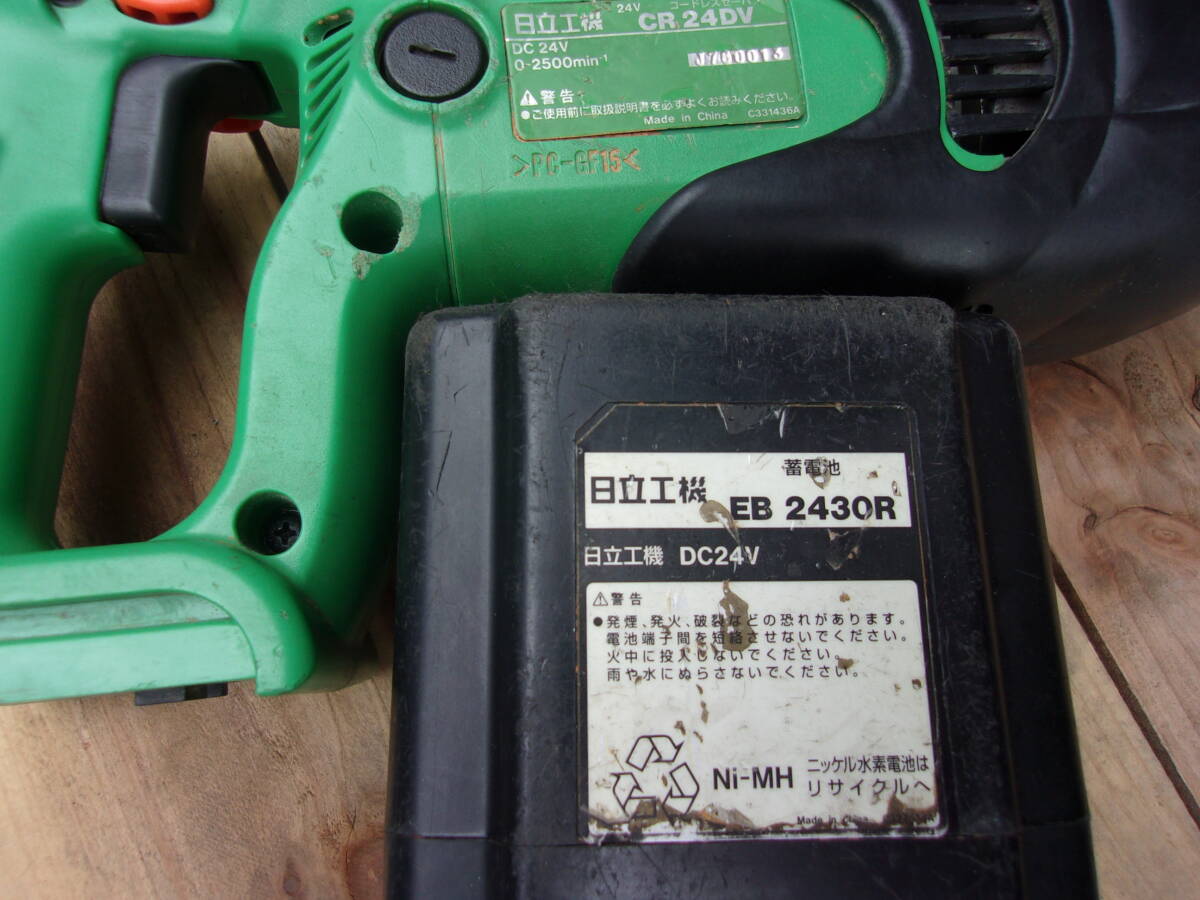 24V コードレスセーバソー
日立工機 CR 24DV
DC 24V
0-2500min⁻¹
⚠警告
●ご使用前に取扱説明書を必ずよくお読みください。
Made in China C331436A
>PC-GF15<
蓄電池
日立工機 EB 2430R
日立工機 DC24V
⚠警告
●発煙、発火、破裂などの恐れがあります。
電池端子間を短絡させないでください。
火中に投入しないでください。
雨や水にぬらさないでください。
Ni-MH ニッケル水素電池は
リサイクルへ
Made in China